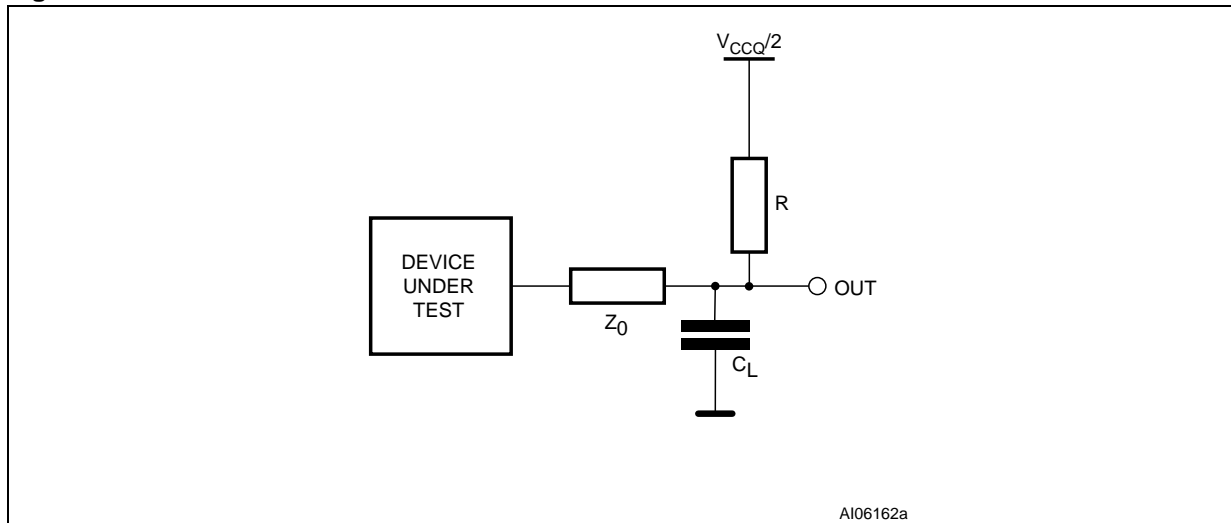 VCCQ/2
R
DEVICE
UNDER
TEST
Z0
OUT
CL
AI06162a